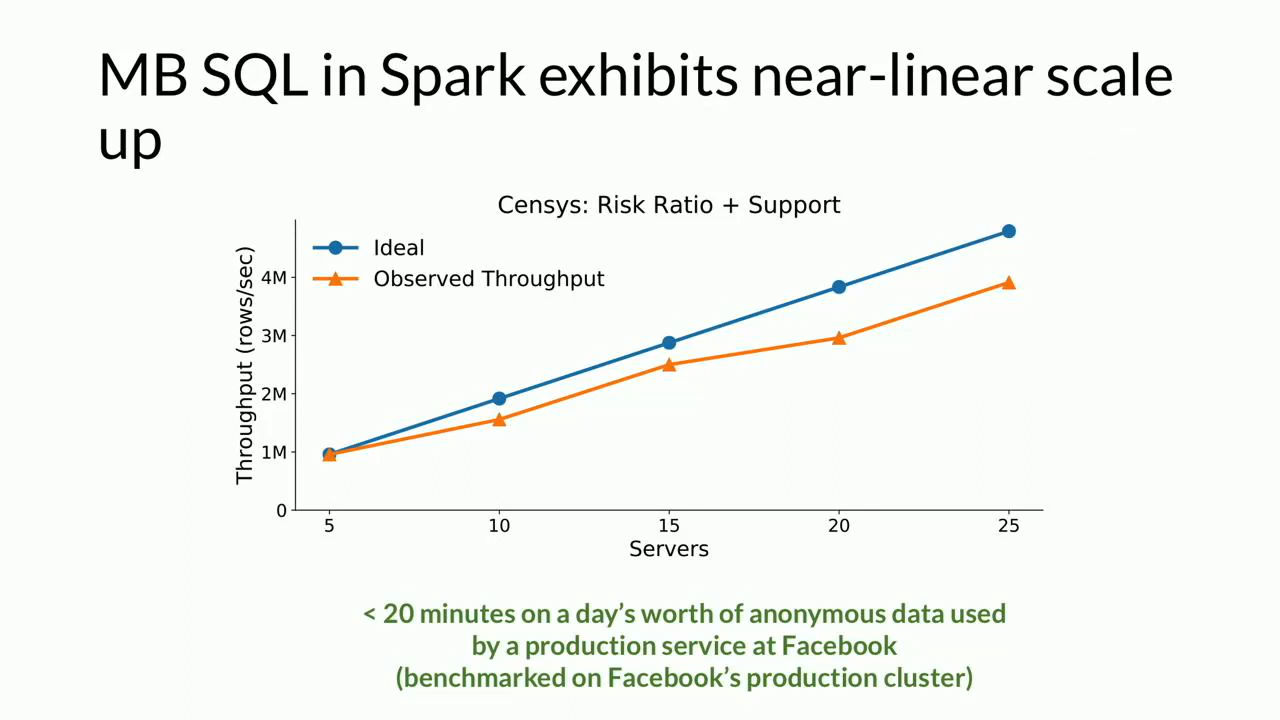 MB SQL in Spark exhibits near-linear scale
up
Censys: Risk Ratio + Support
Ideal
Observed Throughput
Throughput (rows/sec)
4M
3M
2M
1M
0
5 10 15 20 25
Servers
< 20 minutes on a day’s worth of anonymous data used
by a production service at Facebook
(benchmarked on Facebook’s production cluster)